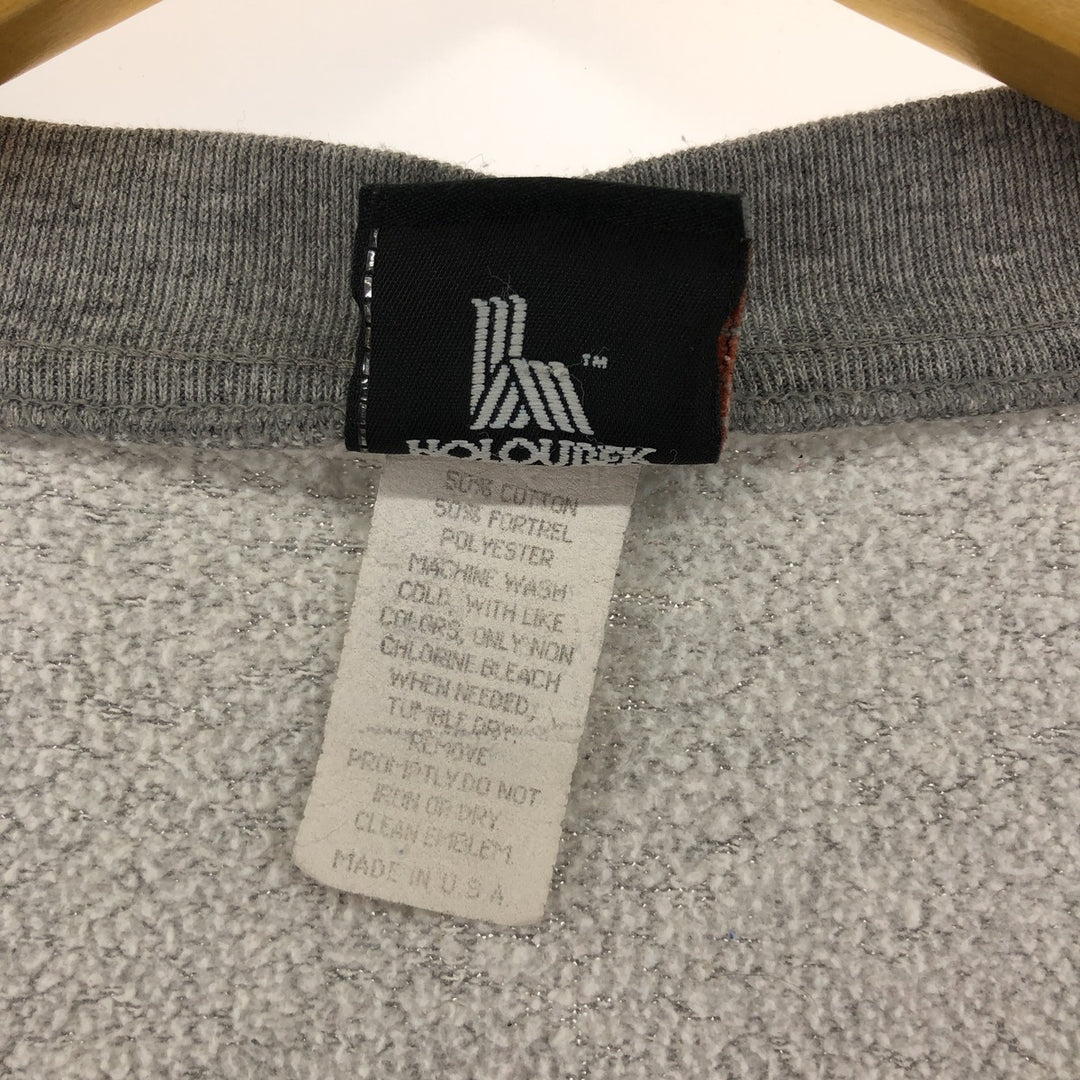 TM
HOLOUBEK
50% COTTON
50% FORTREL
POLYESTER
MACHINE WASH
COLD, WITH LIKE
COLORS, ONLY NON
CHLORINE BLEACH
WHEN NEEDED,
TUMBLE DRY.
REMOVE
PROMPTLY. DO NOT
IRON OR DRY
CLEAN EMBLEM.
MADE IN U.S A